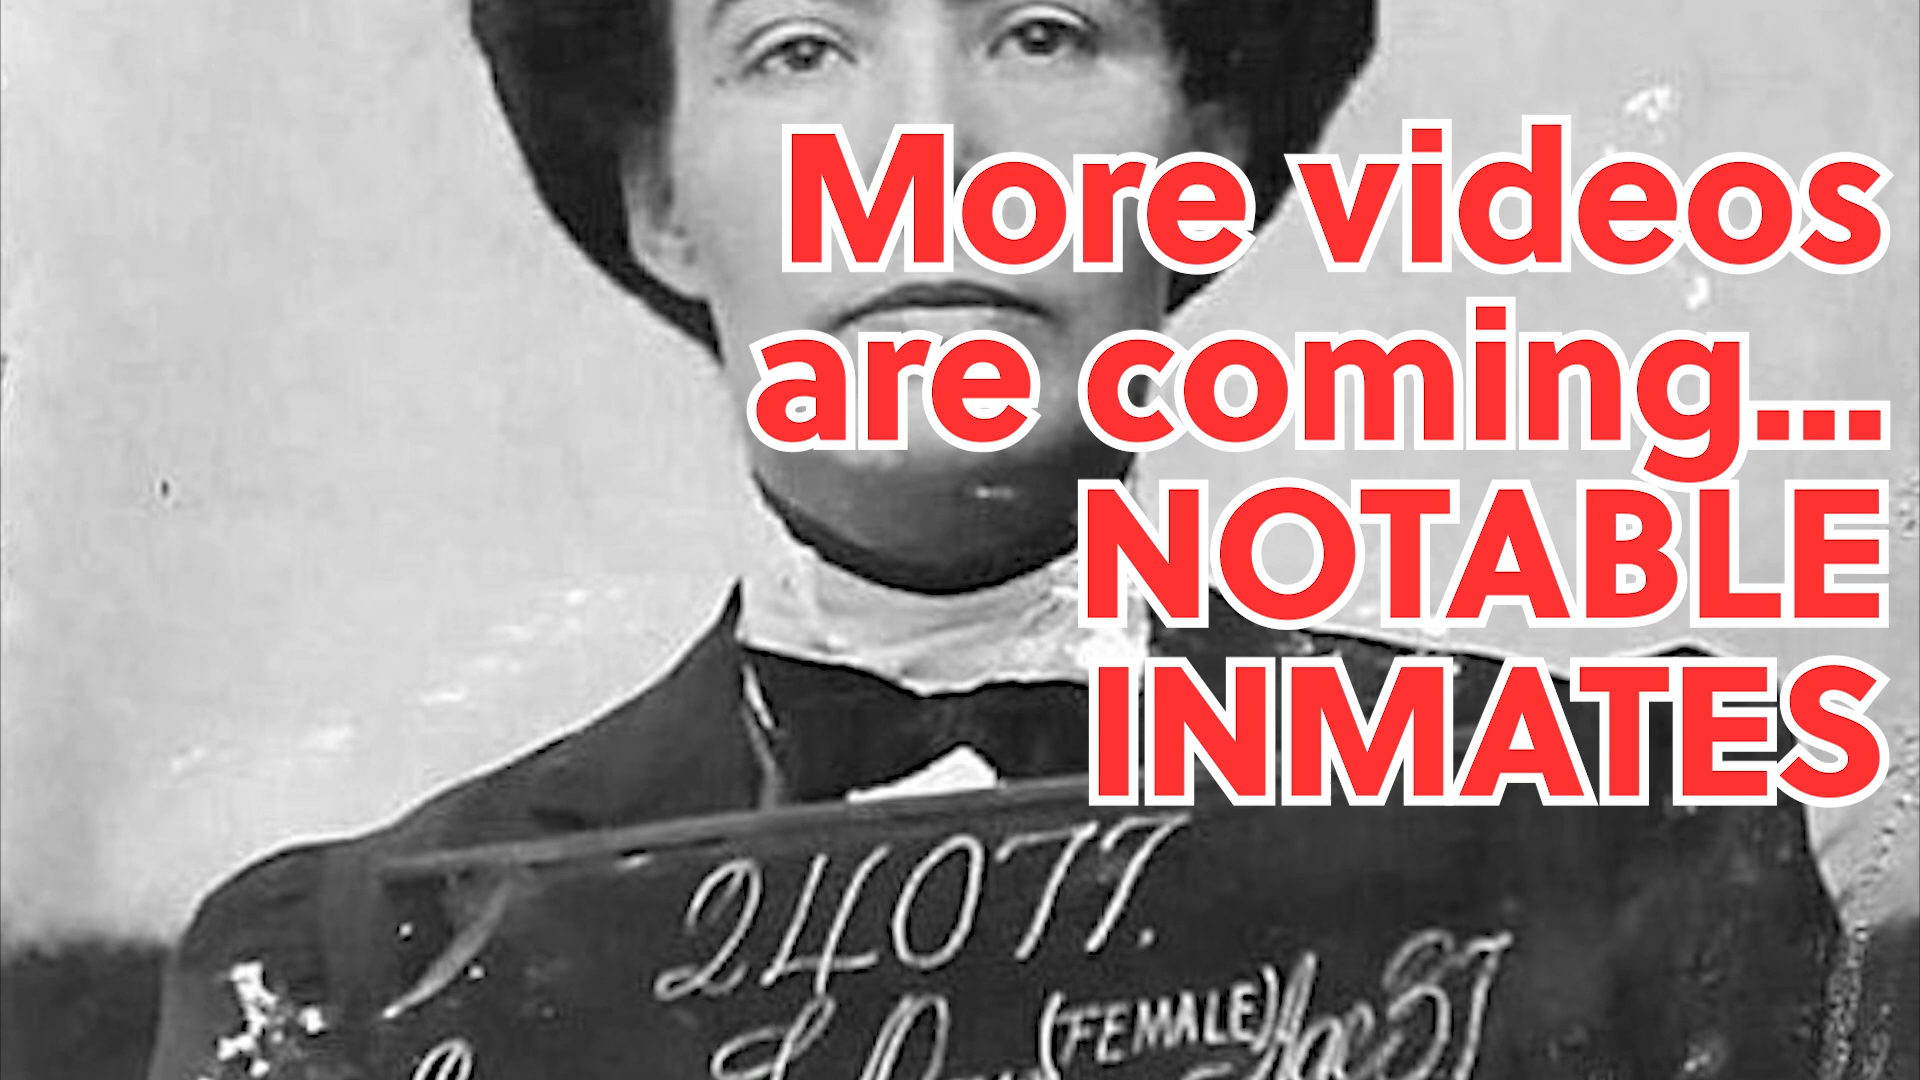 More videos
are coming...
NOTABLE
INMATES
24077.
(FEMALE)